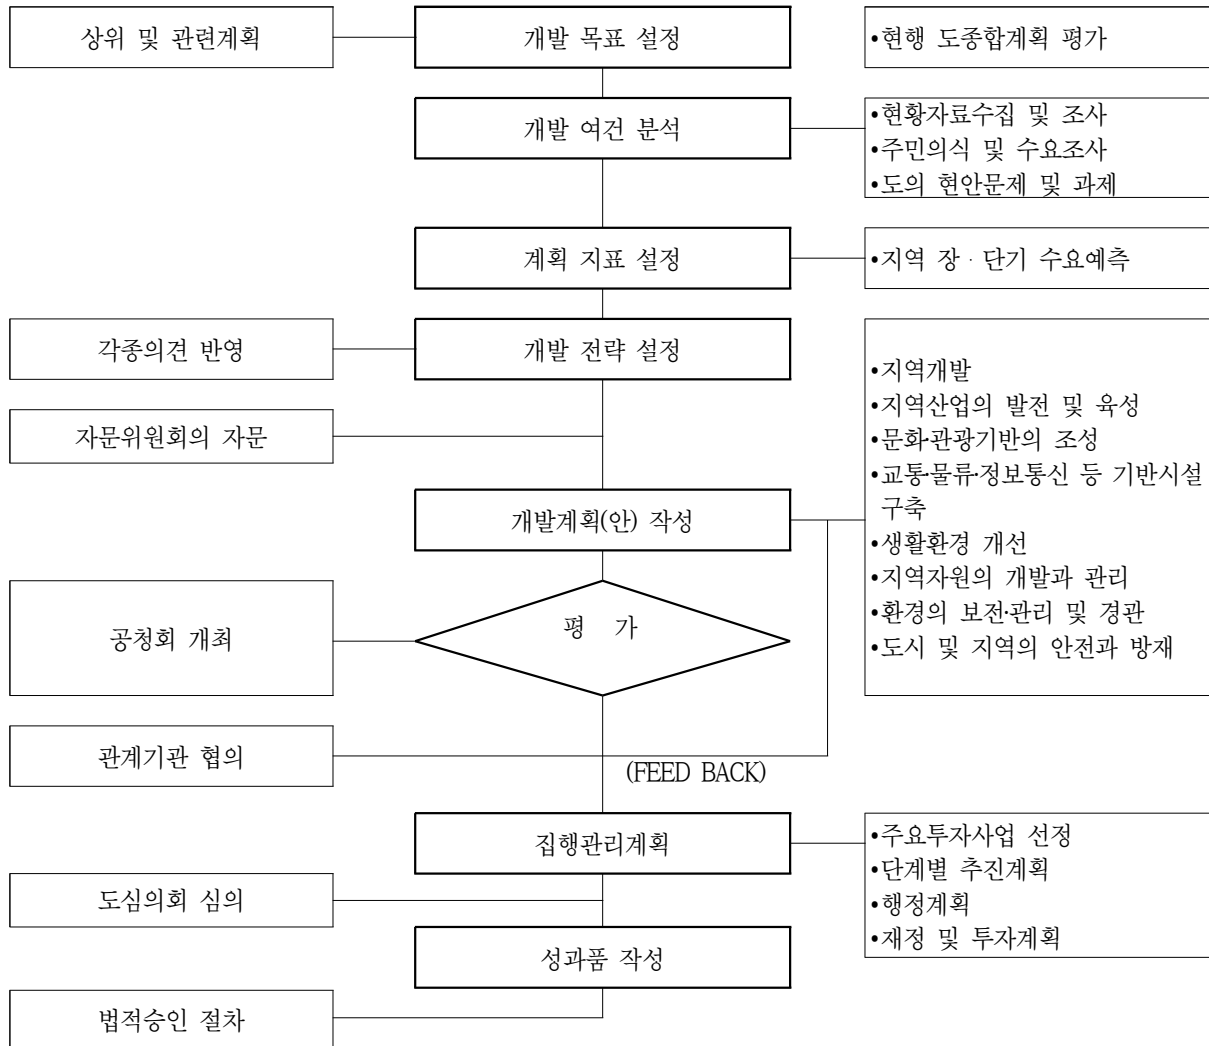 상위 및 관련계획
개발 목표 설정
•현행 도종합계획 평가
개발 여건 분석
•현황자료수집 및 조사
•주민의식 및 수요조사
•도의 현안문제 및 과제
계획 지표 설정
•지역 장·단기 수요예측
각종의견 반영
개발 전략 설정
자문위원회의 자문
•지역개발
•지역산업의 발전 및 육성
•문화·관광기반의 조성
•교통·물류·정보통신 등 기반시설
구축
•생활환경 개선
•지역자원의 개발과 관리
•환경의 보전·관리 및 경관
•도시 및 지역의 안전과 방재
개발계획(안) 작성
평 가
공청회 개최
관계기관 협의
(FEED BACK)
집행관리계획
•주요투자사업 선정
•단계별 추진계획
•행정계획
•재정 및 투자계획
도심의회 심의
성과품 작성
법적승인 절차